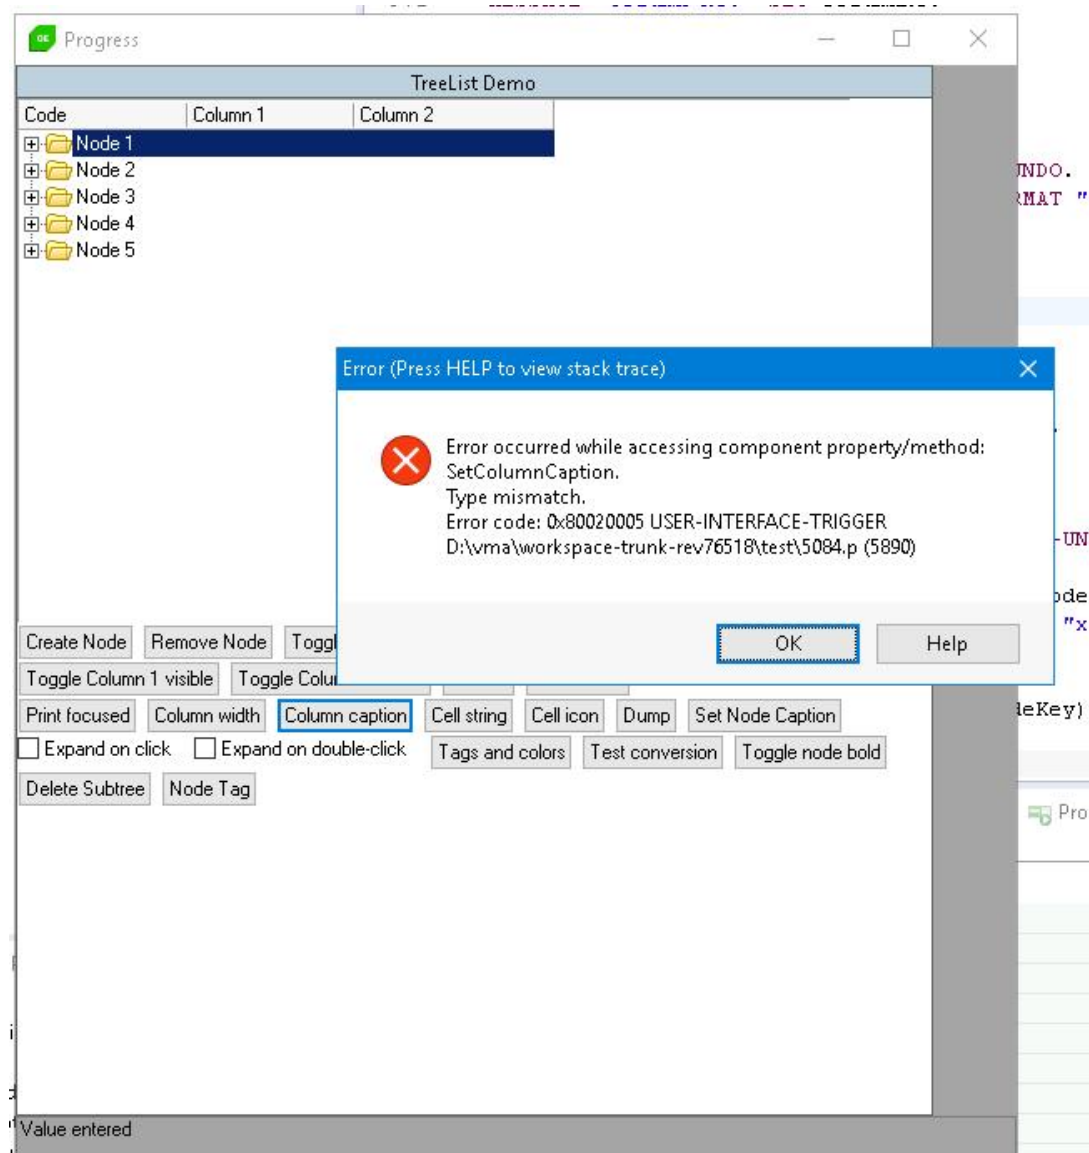 Progress
TreeList Demo
Code Column 1 Column 2
Node 1
Node 2
Node 3
Node 4
Node 5
Error (Press HELP to view stack trace)
Error occurred while accessing component property/method:
SetColumnCaption.
Type mismatch.
Error code: 0x80020005 USER-INTERFACE-TRIGGER
D:\vma\workspace-trunk-rev76518\test\5084.p (5890)
OK Help
Create Node Remove Node Toggl
Toggle Column 1 visible Toggle Colu
Print focused Column width Column caption Cell string Cell icon Dump Set Node Caption
Expand on click Expand on double-click Tags and colors Test conversion Toggle node bold
Delete Subtree Node Tag
Value entered
NDO.
RMAT "
-UN
ode
"x
deKey)
Pro